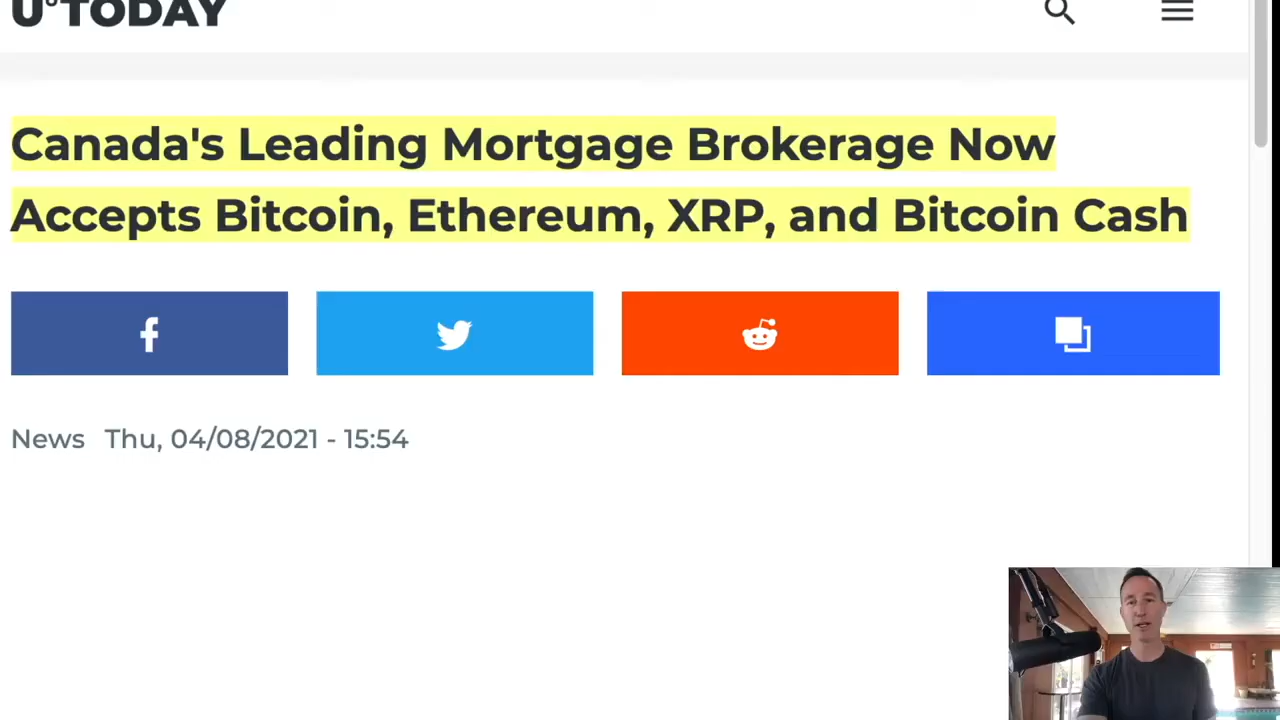 U°TODAY
Canada's Leading Mortgage Brokerage Now
Accepts Bitcoin, Ethereum, XRP, and Bitcoin Cash
News Thu, 04/08/2021 - 15:54